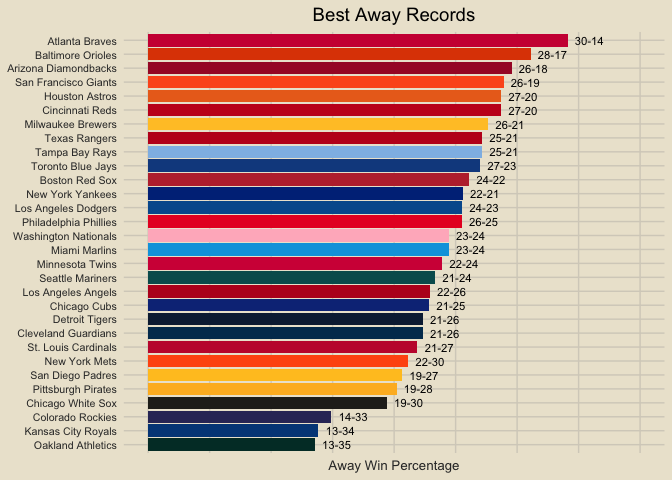 Best Away Records
Atlanta Braves 30-14
Baltimore Orioles 28-17
Arizona Diamondbacks 26-18
San Francisco Giants 26-19
Houston Astros 27-20
Cincinnati Reds 27-20
Milwaukee Brewers 26-21
Texas Rangers 25-21
Tampa Bay Rays 25-21
Toronto Blue Jays 27-23
Boston Red Sox 24-22
New York Yankees 22-21
Los Angeles Dodgers 24-23
Philadelphia Phillies 26-25
Washington Nationals 23-24
Miami Marlins 23-24
Minnesota Twins 22-24
Seattle Mariners 21-24
Los Angeles Angels 22-26
Chicago Cubs 21-25
Detroit Tigers 21-26
Cleveland Guardians 21-26
St. Louis Cardinals 21-27
New York Mets 22-30
San Diego Padres 19-27
Pittsburgh Pirates 19-28
Chicago White Sox 19-30
Colorado Rockies 14-33
Kansas City Royals 13-34
Oakland Athletics 13-35
Away Win Percentage